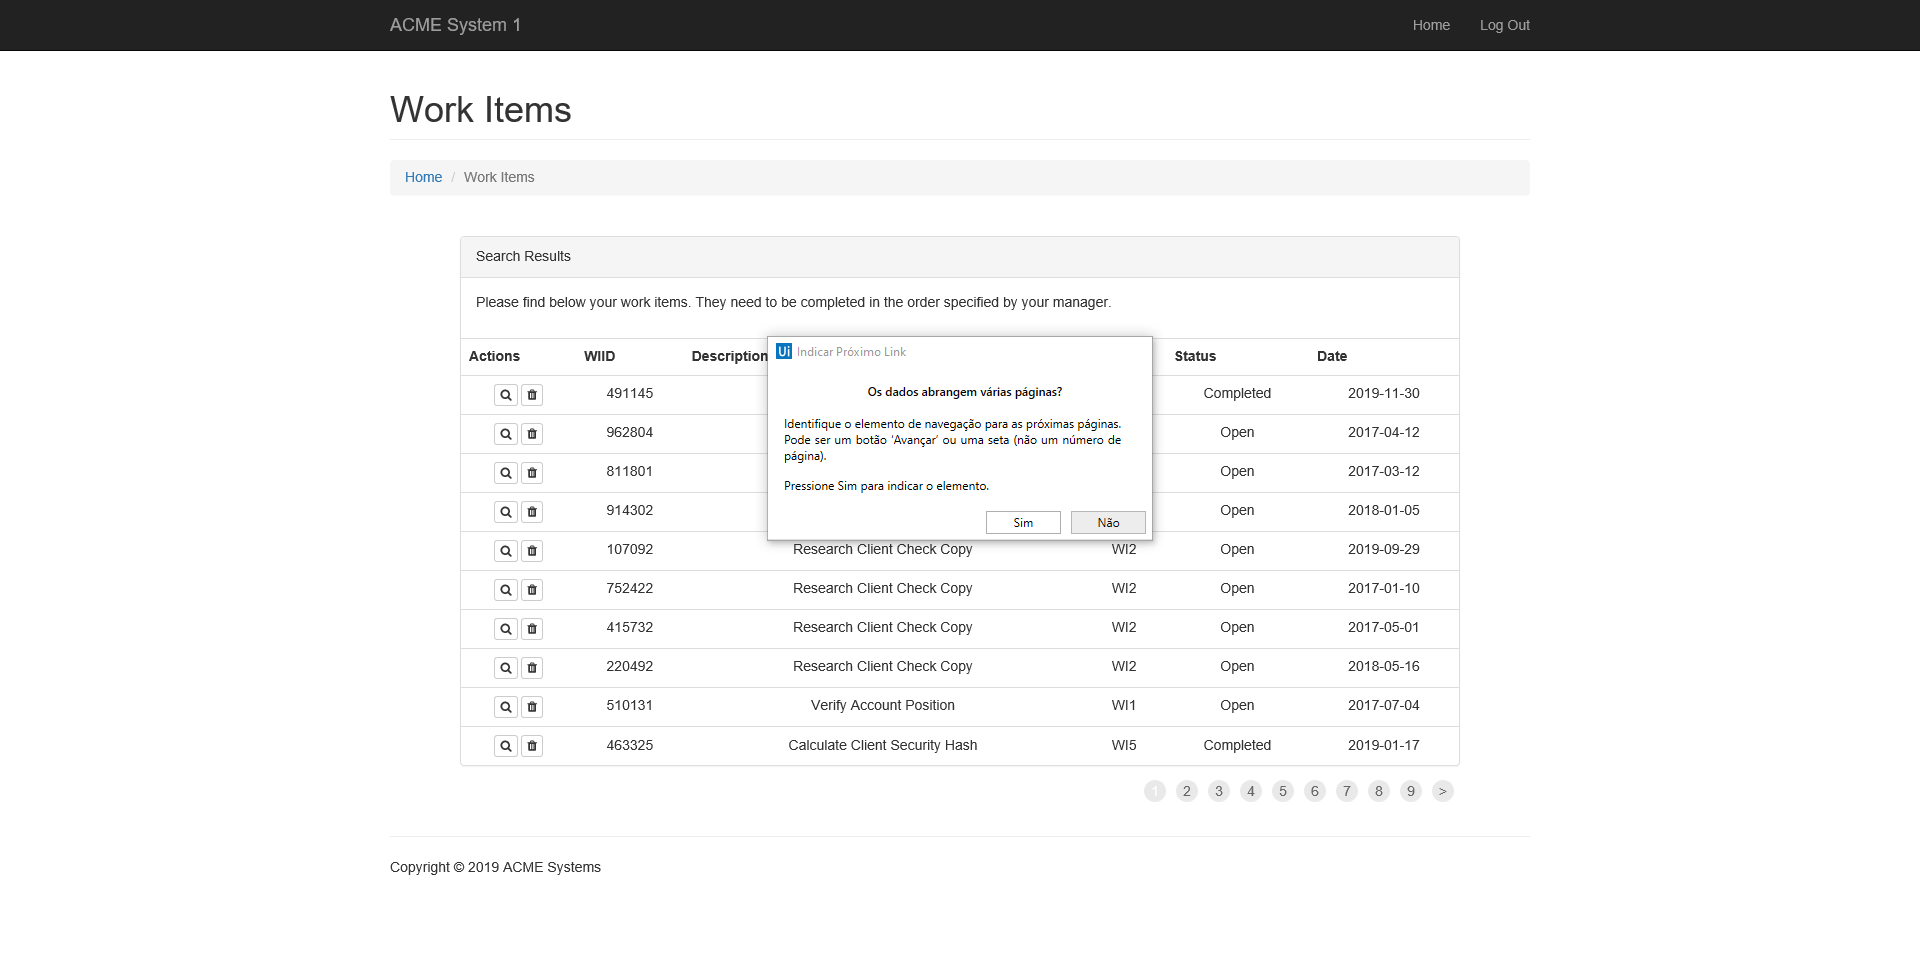 ACME System 1
Home
Log Out
Work Items
Home / Work Items
Search Results
Please find below your work items. They need to be completed in the order specified by your manager.
Actions WIID Description Status Date
Ui Indicar Próximo Link
Os dados abrangem várias páginas?
Identifique o elemento de navegação para as próximas páginas.
Pode ser um botão ‘Avançar’ ou uma seta (não um número de
página).
Pressione Sim para indicar o elemento.
Sim Não
491145 Completed 2019-11-30
962804 Open 2017-04-12
811801 Open 2017-03-12
914302 Open 2018-01-05
107092 Research Client Check Copy WI2 Open 2019-09-29
752422 Research Client Check Copy WI2 Open 2017-01-10
415732 Research Client Check Copy WI2 Open 2017-05-01
220492 Research Client Check Copy WI2 Open 2018-05-16
510131 Verify Account Position WI1 Open 2017-07-04
463325 Calculate Client Security Hash WI5 Completed 2019-01-17
1 2 3 4 5 6 7 8 9 >
Copyright © 2019 ACME Systems